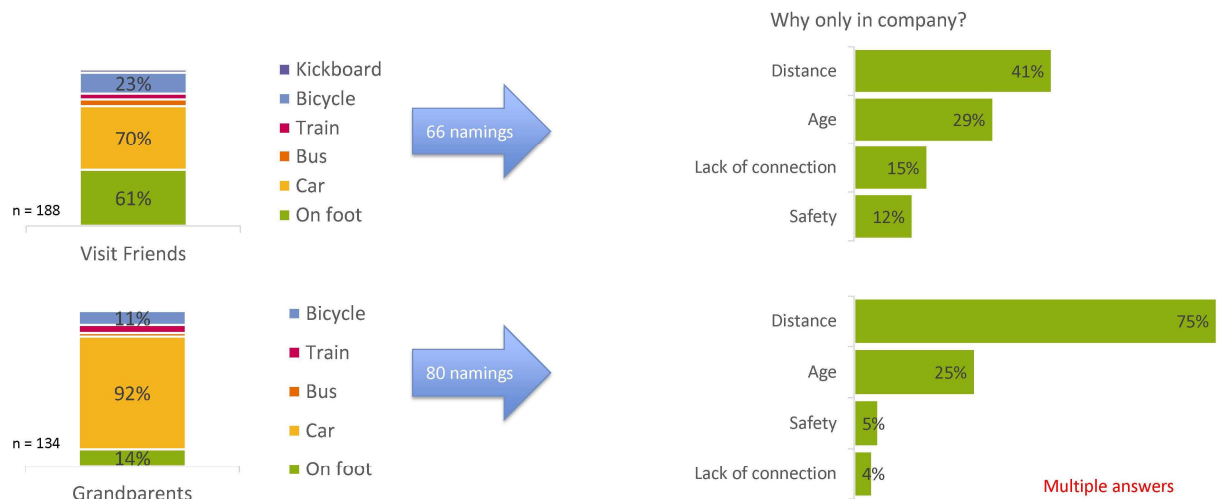 Why only in company?
23%
70%
61%
n = 188
Visit Friends
Kickboard
Bicycle
Train
Bus
Car
On foot
66 namings
Distance
41%
Age
29%
Lack of connection
15%
Safety
12%
11%
92%
14%
n = 134
Grandparents
Bicycle
Train
Bus
Car
On foot
80 namings
Distance
75%
Age
25%
Safety
5%
Lack of connection
4%
Multiple answers